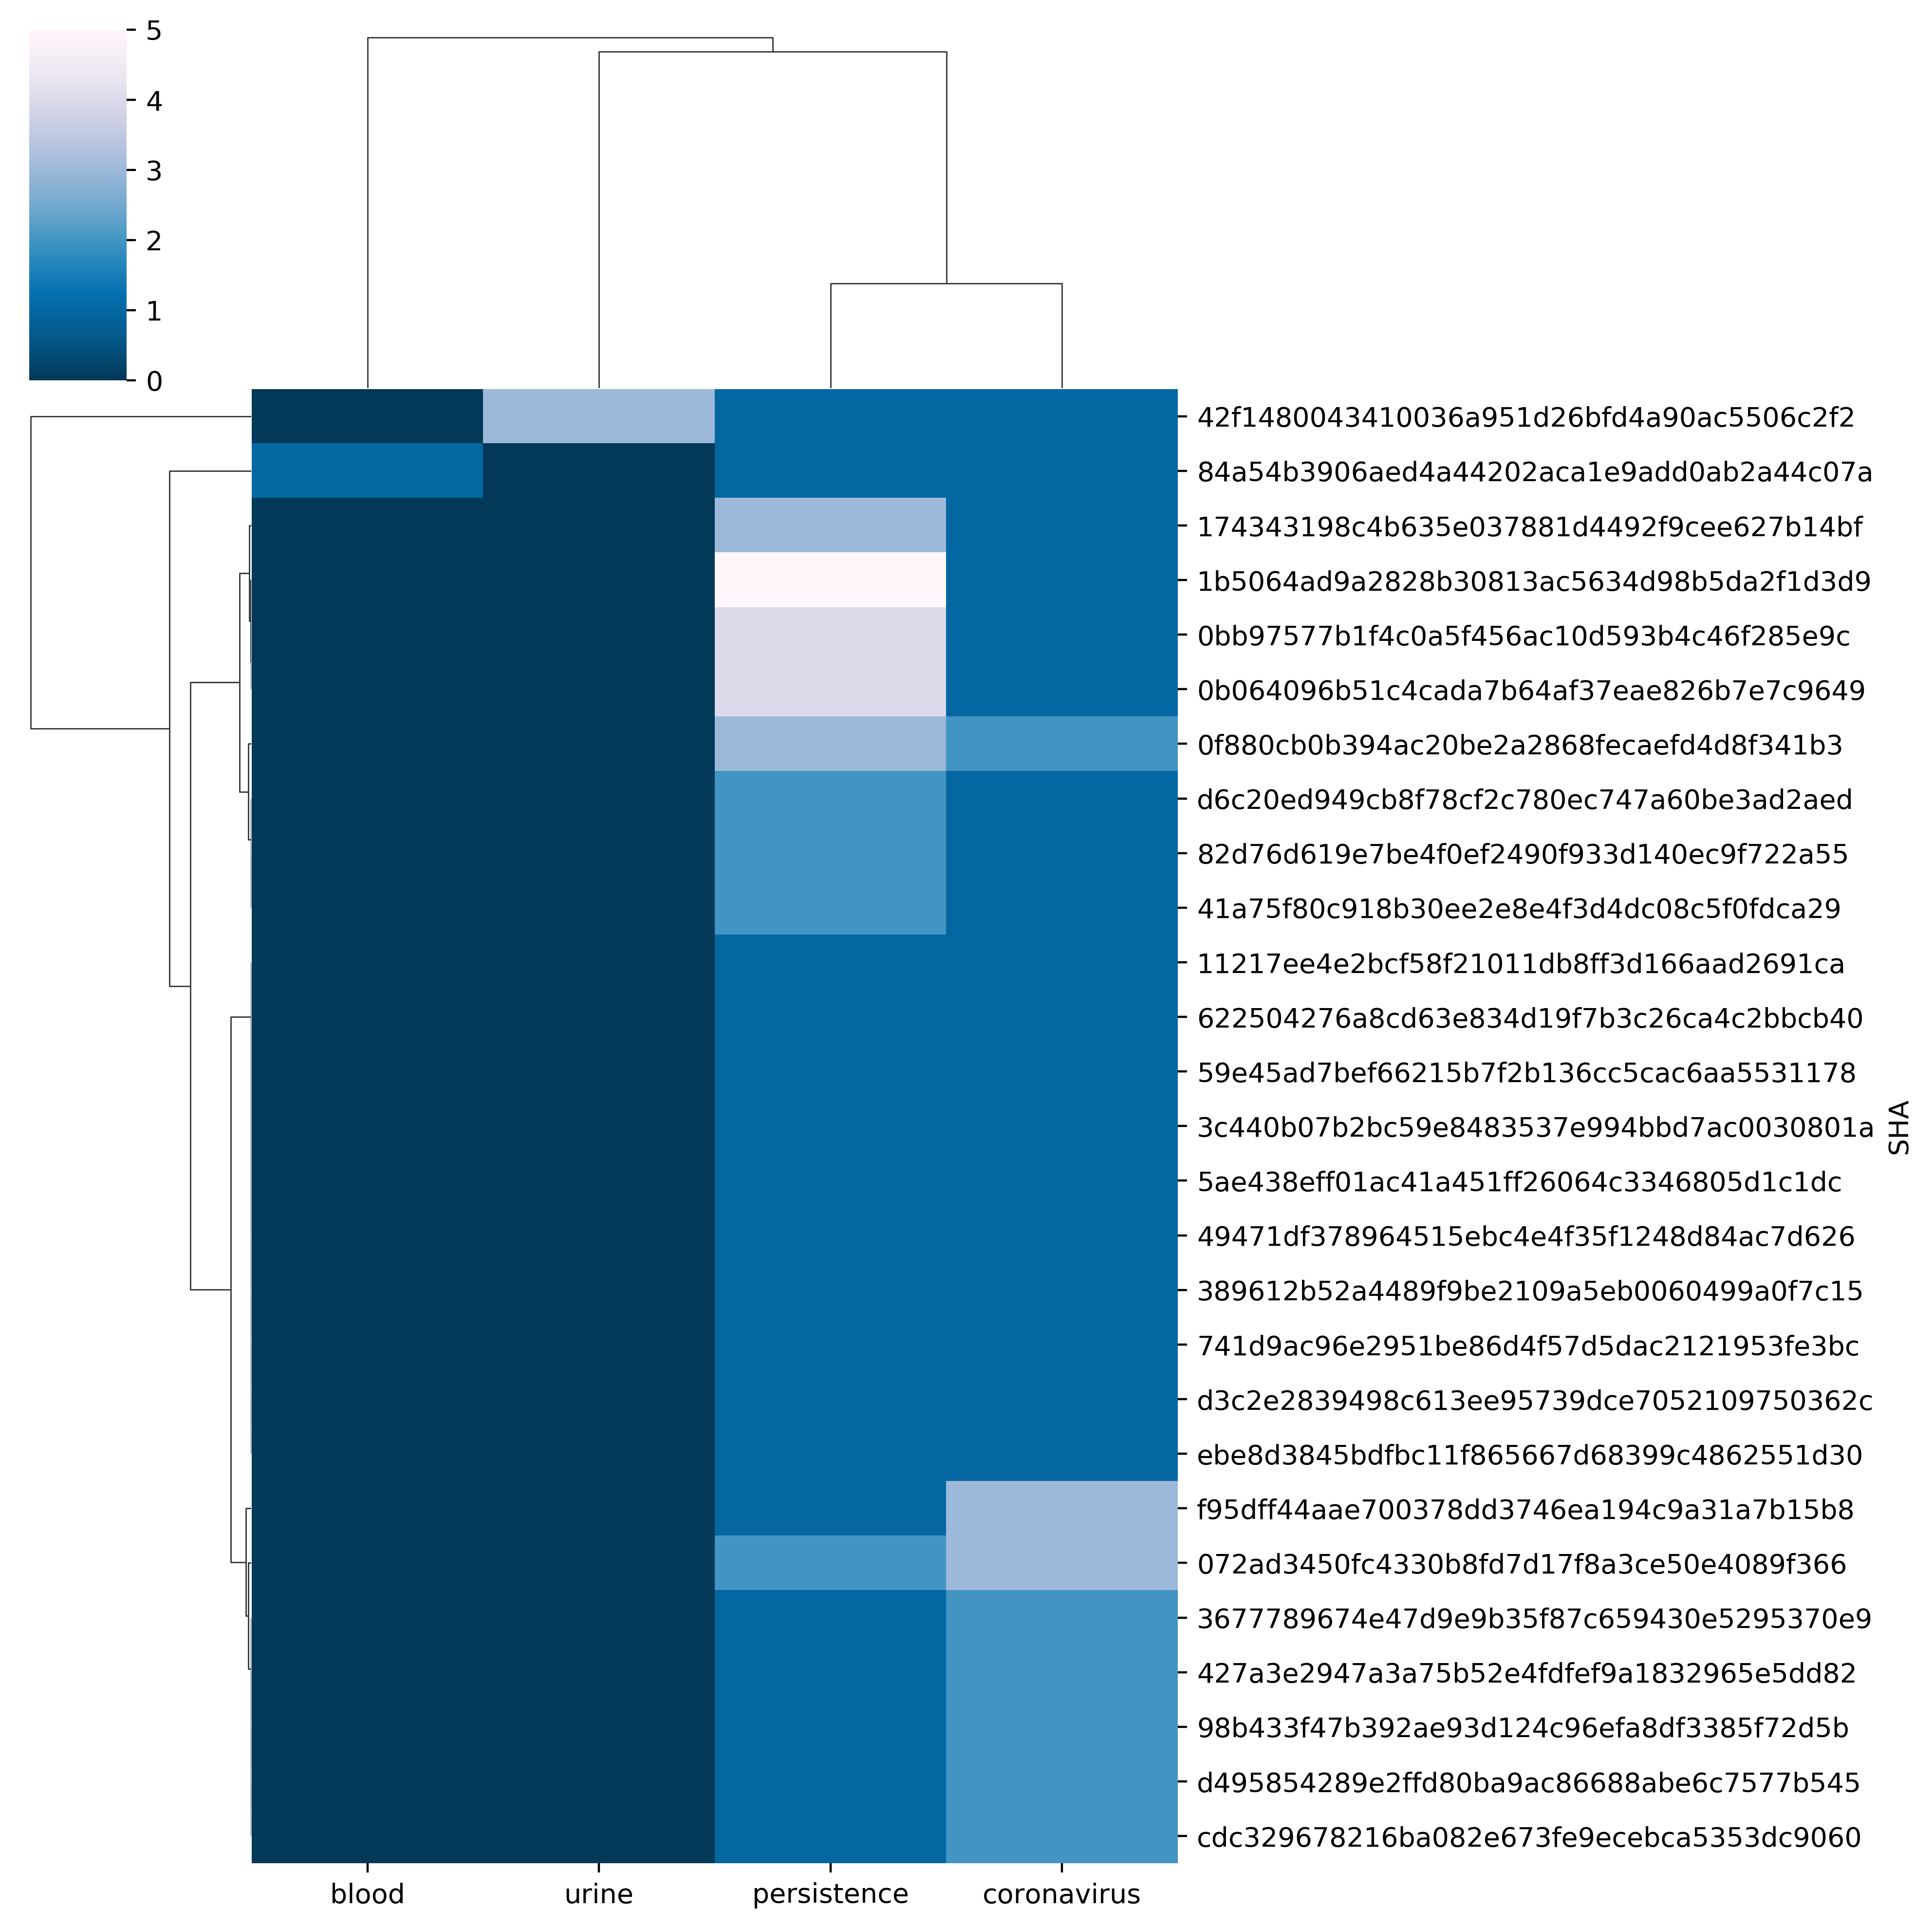 5
4
3
2
1
0
42f1480043410036a951d26bfd4a90ac5506c2f2
84a54b3906aed4a44202aca1e9add0ab2a44c07a
174343198c4b635e037881d4492f9cee627b14bf
1b5064ad9a2828b30813ac5634d98b5da2f1d3d9
0bb97577b1f4c0a5f456ac10d593b4c46f285e9c
0b064096b51c4cada7b64af37eae826b7e7c9649
0f880cb0b394ac20be2a2868fecaefd4d8f341b3
d6c20ed949cb8f78cf2c780ec747a60be3ad2aed
82d76d619e7be4f0ef2490f933d140ec9f722a55
41a75f80c918b30ee2e8e4f3d4dc08c5f0fdca29
11217ee4e2bcf58f21011db8ff3d166aad2691ca
622504276a8cd63e834d19f7b3c26ca4c2bbcb40
59e45ad7bef66215b7f2b136cc5cac6aa5531178
3c440b07b2bc59e8483537e994bbd7ac0030801a
5ae438eff01ac41a451ff26064c3346805d1c1dc
49471df378964515ebc4e4f35f1248d84ac7d626
389612b52a4489f9be2109a5eb0060499a0f7c15
741d9ac96e2951be86d4f57d5dac2121953fe3bc
d3c2e2839498c613ee95739dce7052109750362c
ebe8d3845bdfbc11f865667d68399c4862551d30
f95dff44aae700378dd3746ea194c9a31a7b15b8
072ad3450fc4330b8fd7d17f8a3ce50e4089f366
3677789674e47d9e9b35f87c659430e5295370e9
427a3e2947a3a75b52e4fdfef9a1832965e5dd82
98b433f47b392ae93d124c96efa8df3385f72d5b
d495854289e2ffd80ba9ac86688abe6c7577b545
cdc329678216ba082e673fe9ecebca5353dc9060
SHA
blood urine persistence coronavirus